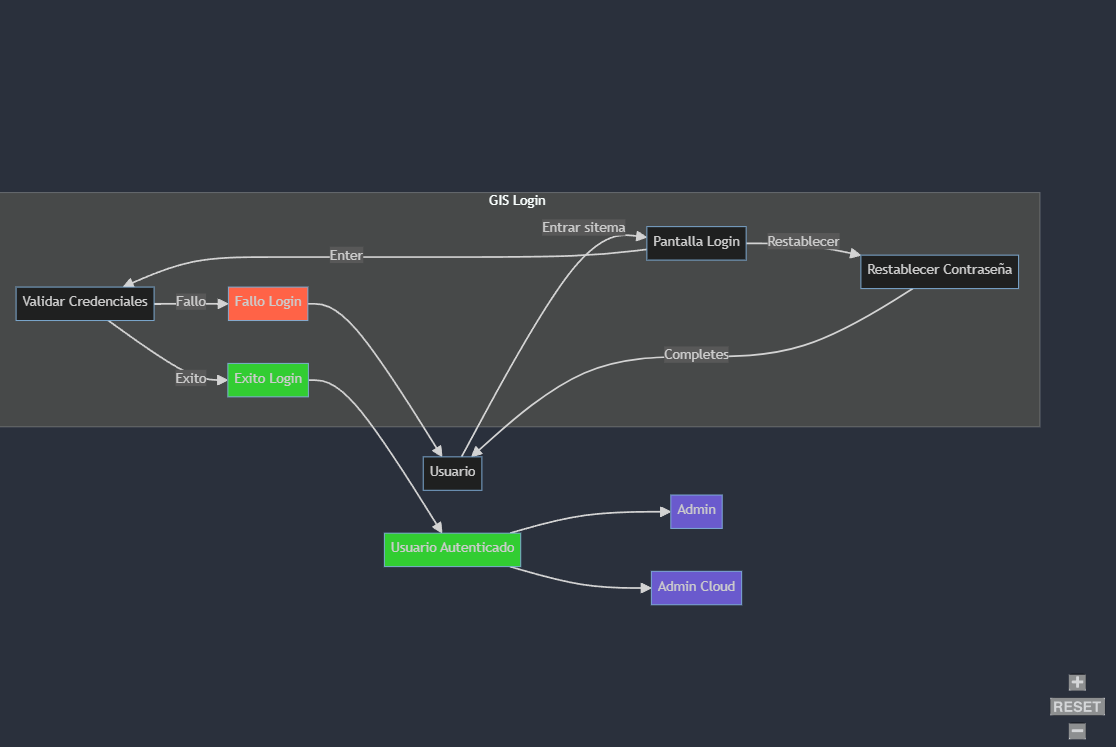 GIS Login
Entrar sitema
Pantalla Login
Restablecer
Enter
Restablecer Contraseña
Validar Credenciales
Fallo
Fallo Login
Completes
Exito
Exito Login
Usuario
Admin
Usuario Autenticado
Admin Cloud
+
RESET
−